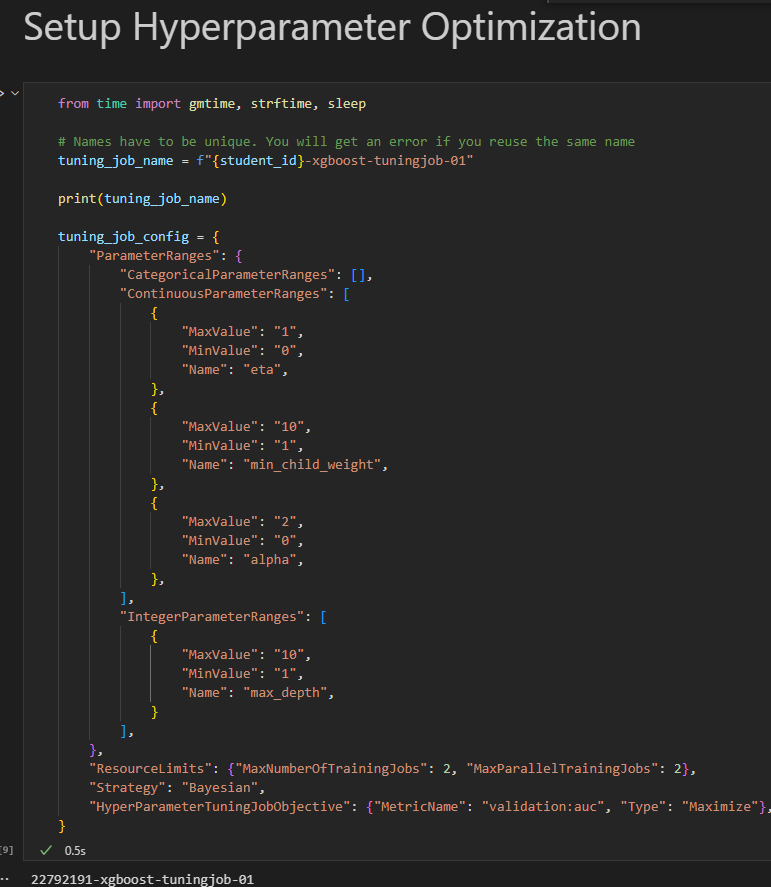 Setup Hyperparameter Optimization
from time import gmtime, strftime, sleep
# Names have to be unique. You will get an error if you reuse the same name
tuning_job_name = f"{student_id}-xgboost-tuningjob-01"
print(tuning_job_name)
tuning_job_config = {
    "ParameterRanges": {
        "CategoricalParameterRanges": [],
        "ContinuousParameterRanges": [
            {
                "MaxValue": "1",
                "MinValue": "0",
                "Name": "eta",
            },
            {
                "MaxValue": "10",
                "MinValue": "1",
                "Name": "min_child_weight",
            },
            {
                "MaxValue": "2",
                "MinValue": "0",
                "Name": "alpha",
            },
        ],
        "IntegerParameterRanges": [
            {
                "MaxValue": "10",
                "MinValue": "1",
                "Name": "max_depth",
            }
        ],
    },
    "ResourceLimits": {"MaxNumberOfTrainingJobs": 2, "MaxParallelTrainingJobs": 2},
    "Strategy": "Bayesian",
    "HyperParameterTuningJobObjective": {"MetricName": "validation:auc", "Type": "Maximize"},
}
[9] 0.5s
22792191-xgboost-tuningjob-01